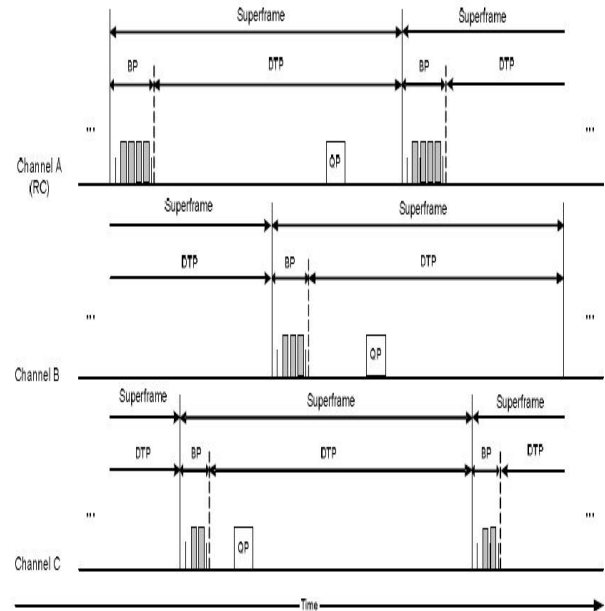 Superframe Superframe
BP DTP BP DTP
... ...
QP
Channel A
(RC)
Superframe Superframe
DTP BP DTP
... ...
QP
Channel B
Superframe Superframe Superframe
DTP BP DTP BP DTP
... ...
QP
Channel C
Time